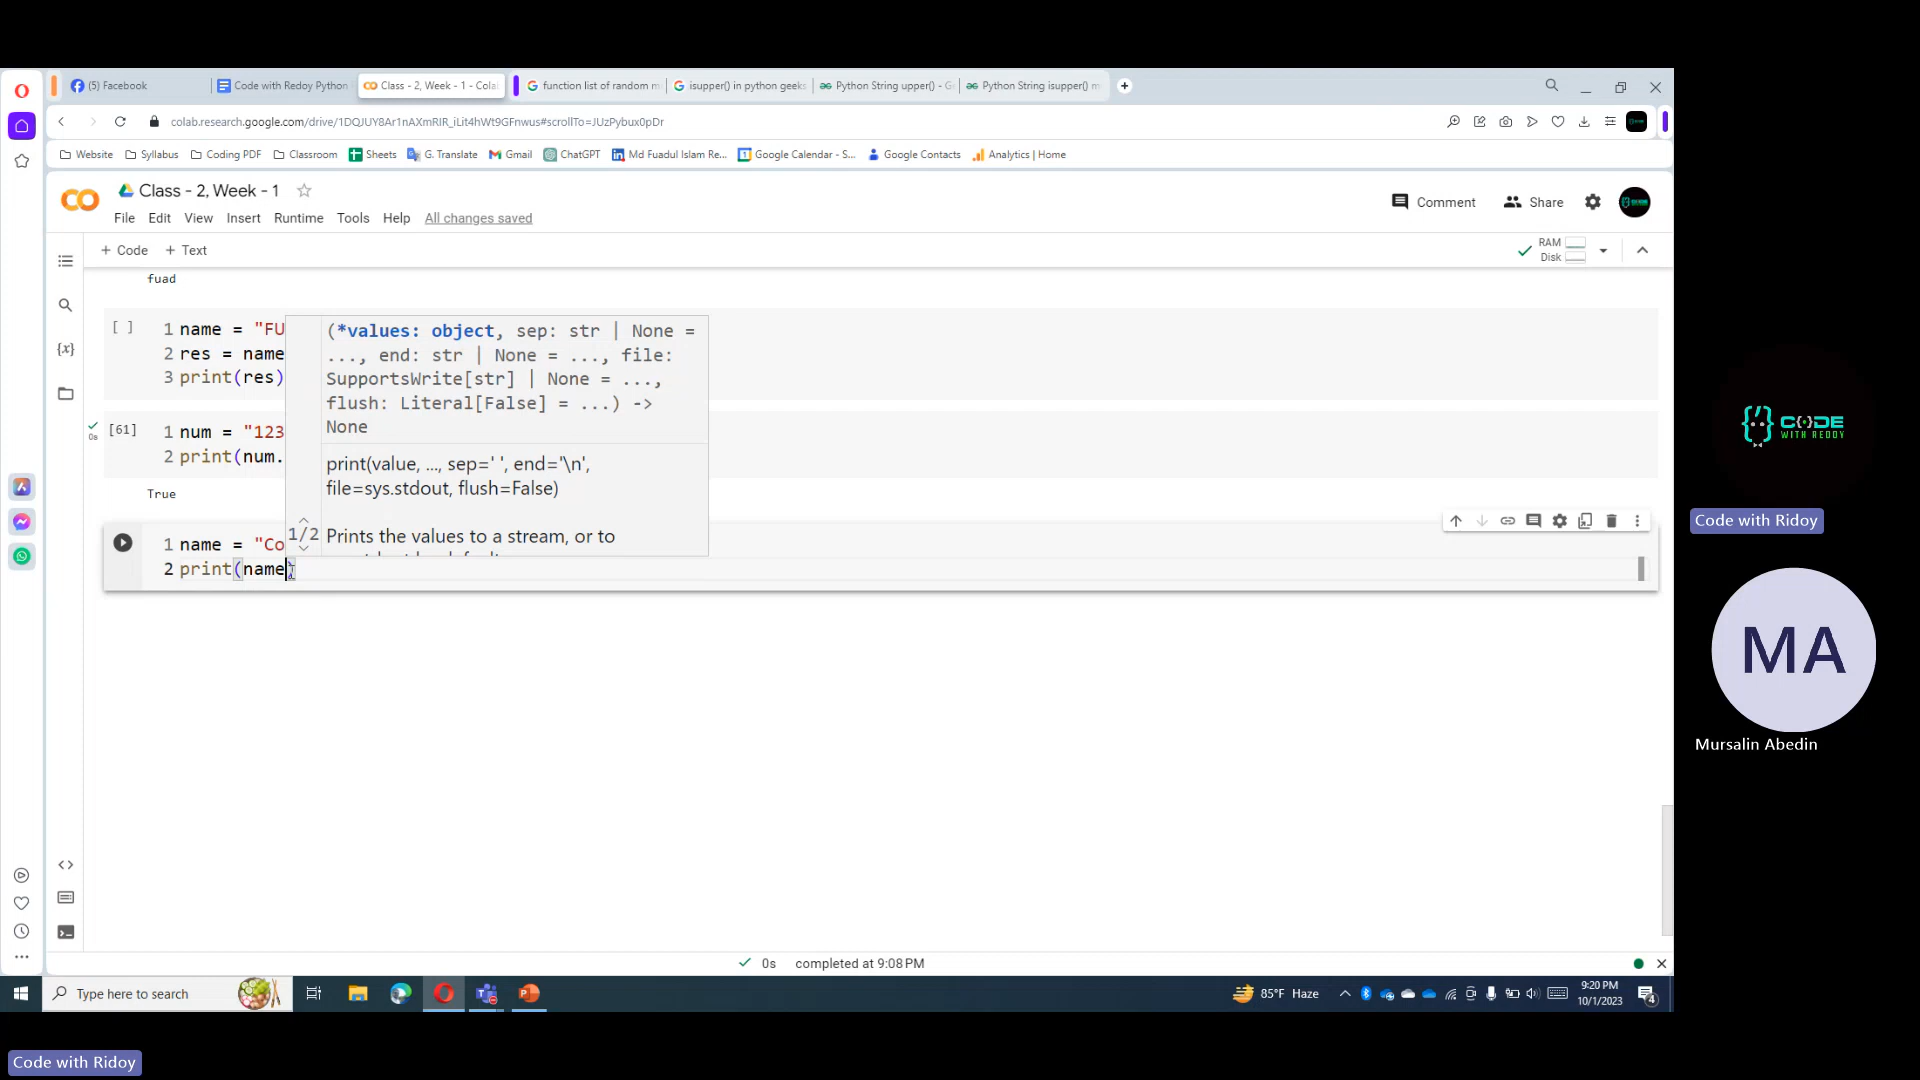 (5) Facebook
Code with Redoy Python
Class - 2, Week - 1 - Cola
function list of random m
isupper() in python geeks
Python String upper() - G
Python String isupper() m
colab.research.google.com/drive/1DQJUY8Ar1nAXmRIR_iLit4hWt9GFnwus#scrollTo=JUzPybux0pDr
Website
Syllabus
Coding PDF
Classroom
Sheets
G. Translate
Gmail
ChatGPT
Md Fuadul Islam Re...
Google Calendar - S...
Google Contacts
Analytics | Home
Class - 2, Week - 1
Comment
Share
File Edit View Insert Runtime Tools Help All changes saved
+ Code + Text
RAM
Disk
fuad
[ ]
1 name = "FU
2 res = name
3 print(res)
(*values: object, sep: str | None =
..., end: str | None = ..., file:
SupportsWrite[str] | None = ...,
flush: Literal[False] = ...) ->
None
print(value, ..., sep=' ', end='\n',
file=sys.stdout, flush=False)
1/2
Prints the values to a stream, or to
[61]
0s
1 num = "123
2 print(num.
True
1 name = "Co
2 print(name)
0s completed at 9:08 PM
Type here to search
85°F Haze
9:20 PM
10/1/2023
4
CODE
WITH REDOY
Code with Ridoy
MA
Mursalin Abedin
Code with Ridoy